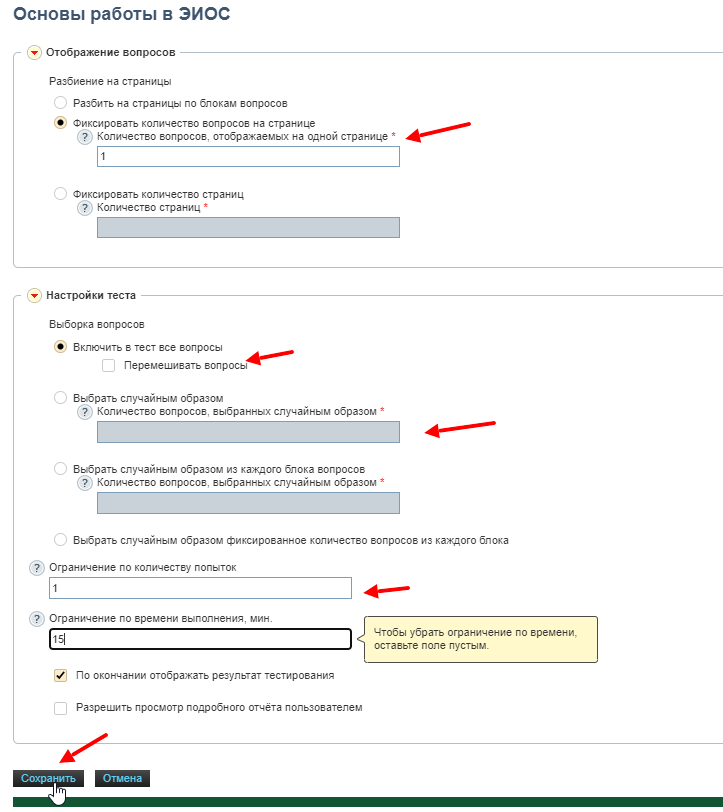 Основы работы в ЭИОС
Отображение вопросов
Разбиение на страницы
Разбить на страницы по блокам вопросов
Фиксировать количество вопросов на странице
? Количество вопросов, отображаемых на одной странице *
1
Фиксировать количество страниц
? Количество страниц *
Настройки теста
Выборка вопросов
Включить в тест все вопросы
Перемешивать вопросы
Выбрать случайным образом
? Количество вопросов, выбранных случайным образом *
Выбрать случайным образом из каждого блока вопросов
? Количество вопросов, выбранных случайным образом *
Выбрать случайным образом фиксированное количество вопросов из каждого блока
? Ограничение по количеству попыток
1
? Ограничение по времени выполнения, мин.
15
Чтобы убрать ограничение по времени,
оставьте поле пустым.
По окончании отображать результат тестирования
Разрешить просмотр подробного отчёта пользователем
Сохранить Отмена